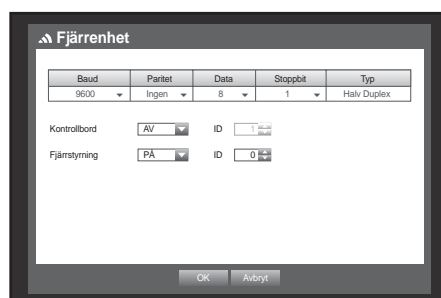 Fjärrenhet
Baud Paritet Data Stoppbit Typ
9600 Ingen 8 1 Halv Duplex
Kontrollbord AV ID 1
Fjärrstyrning PÅ ID 0
OK Avbryt